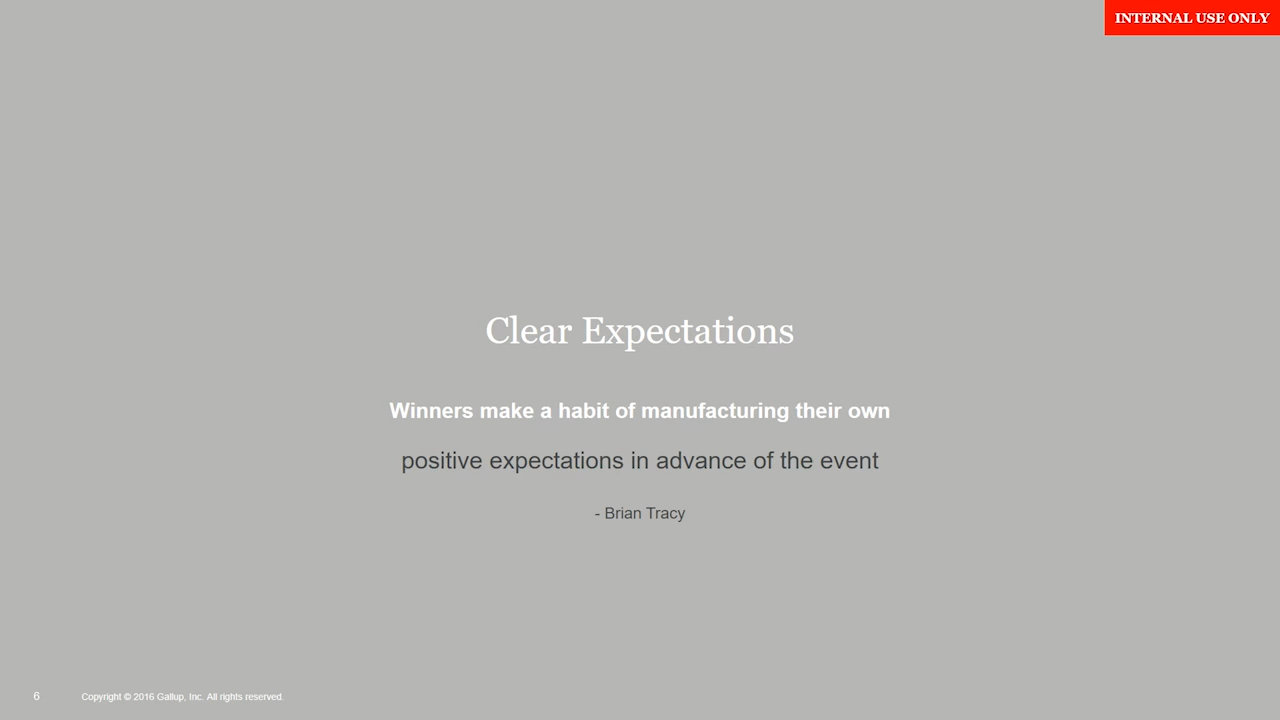 INTERNAL USE ONLY
Clear Expectations
Winners make a habit of manufacturing their own
positive expectations in advance of the event
- Brian Tracy
6 Copyright © 2016 Gallup, Inc. All rights reserved.